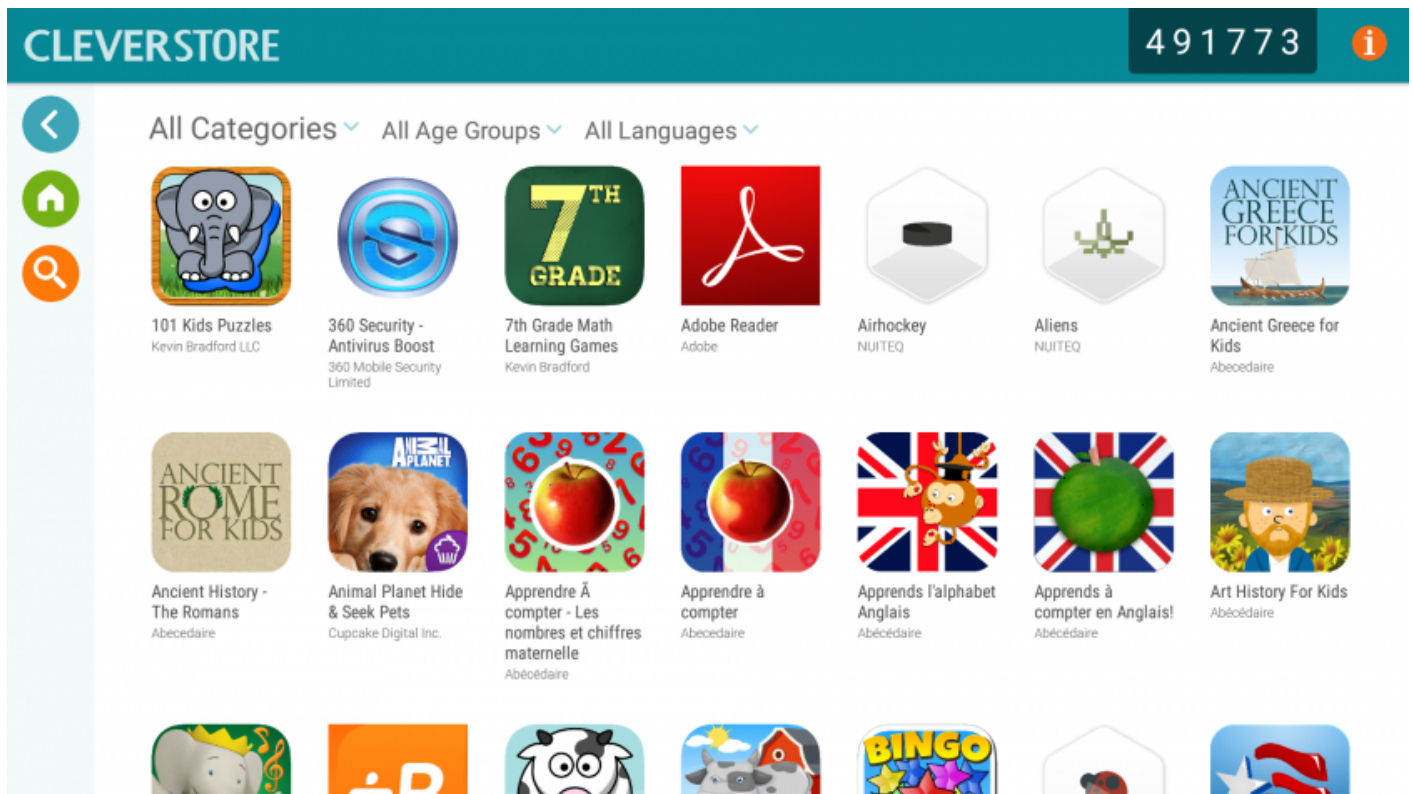 CLEVERSTORE
491773
i
All Categories All Age Groups All Languages
7TH
GRADE
ANCIENT
GREECE
FOR KIDS
101 Kids Puzzles
Kevin Bradford LLC
360 Security -
Antivirus Boost
360 Mobile Security
Limited
7th Grade Math
Learning Games
Kevin Bradford
Adobe Reader
Adobe
Airhockey
NUITEQ
Aliens
NUITEQ
Ancient Greece for
Kids
Abecedaire
ANCIENT
ROME
FOR KIDS
ANIMAL
PLANET
Ancient History -
The Romans
Abecedaire
Animal Planet Hide
& Seek Pets
Cupcake Digital Inc.
Apprendre Ã
compter - Les
nombres et chiffres
maternelle
Abécédaire
Apprendre à
compter
Abecedaire
Apprends l'alphabet
Anglais
Abécédaire
Apprends à
compter en Anglais!
Abécédaire
Art History For Kids
Abécédaire
BINGO